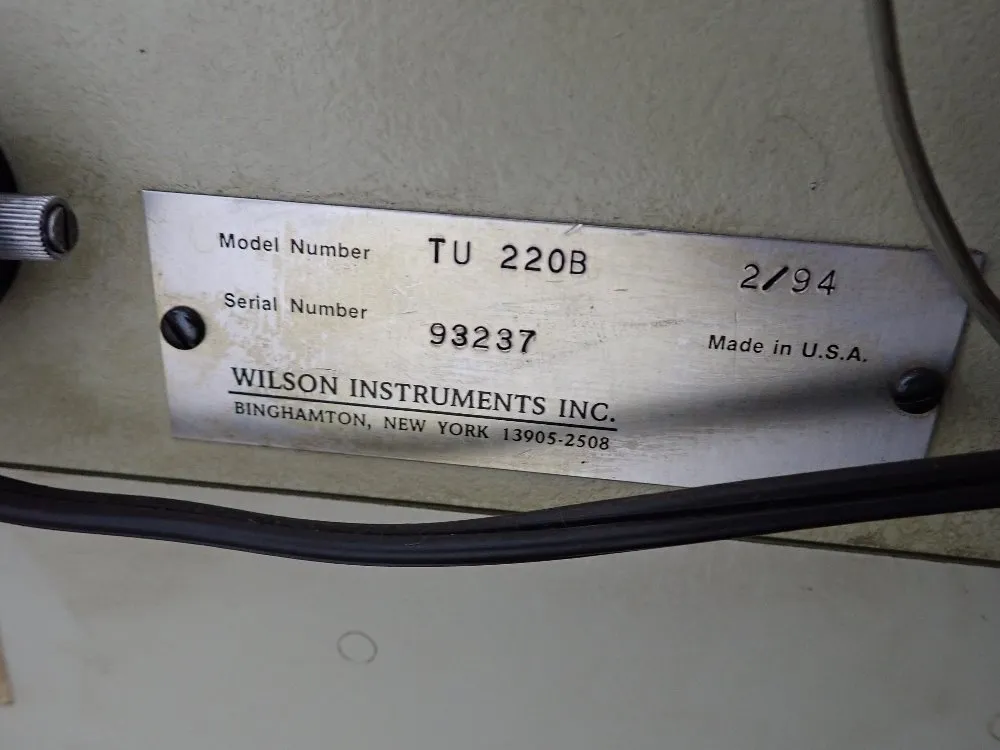 Model Number TU 220B 2/94
Serial Number 93237 Made in U.S.A.
WILSON INSTRUMENTS INC.
BINGHAMTON, NEW YORK 13905-2508